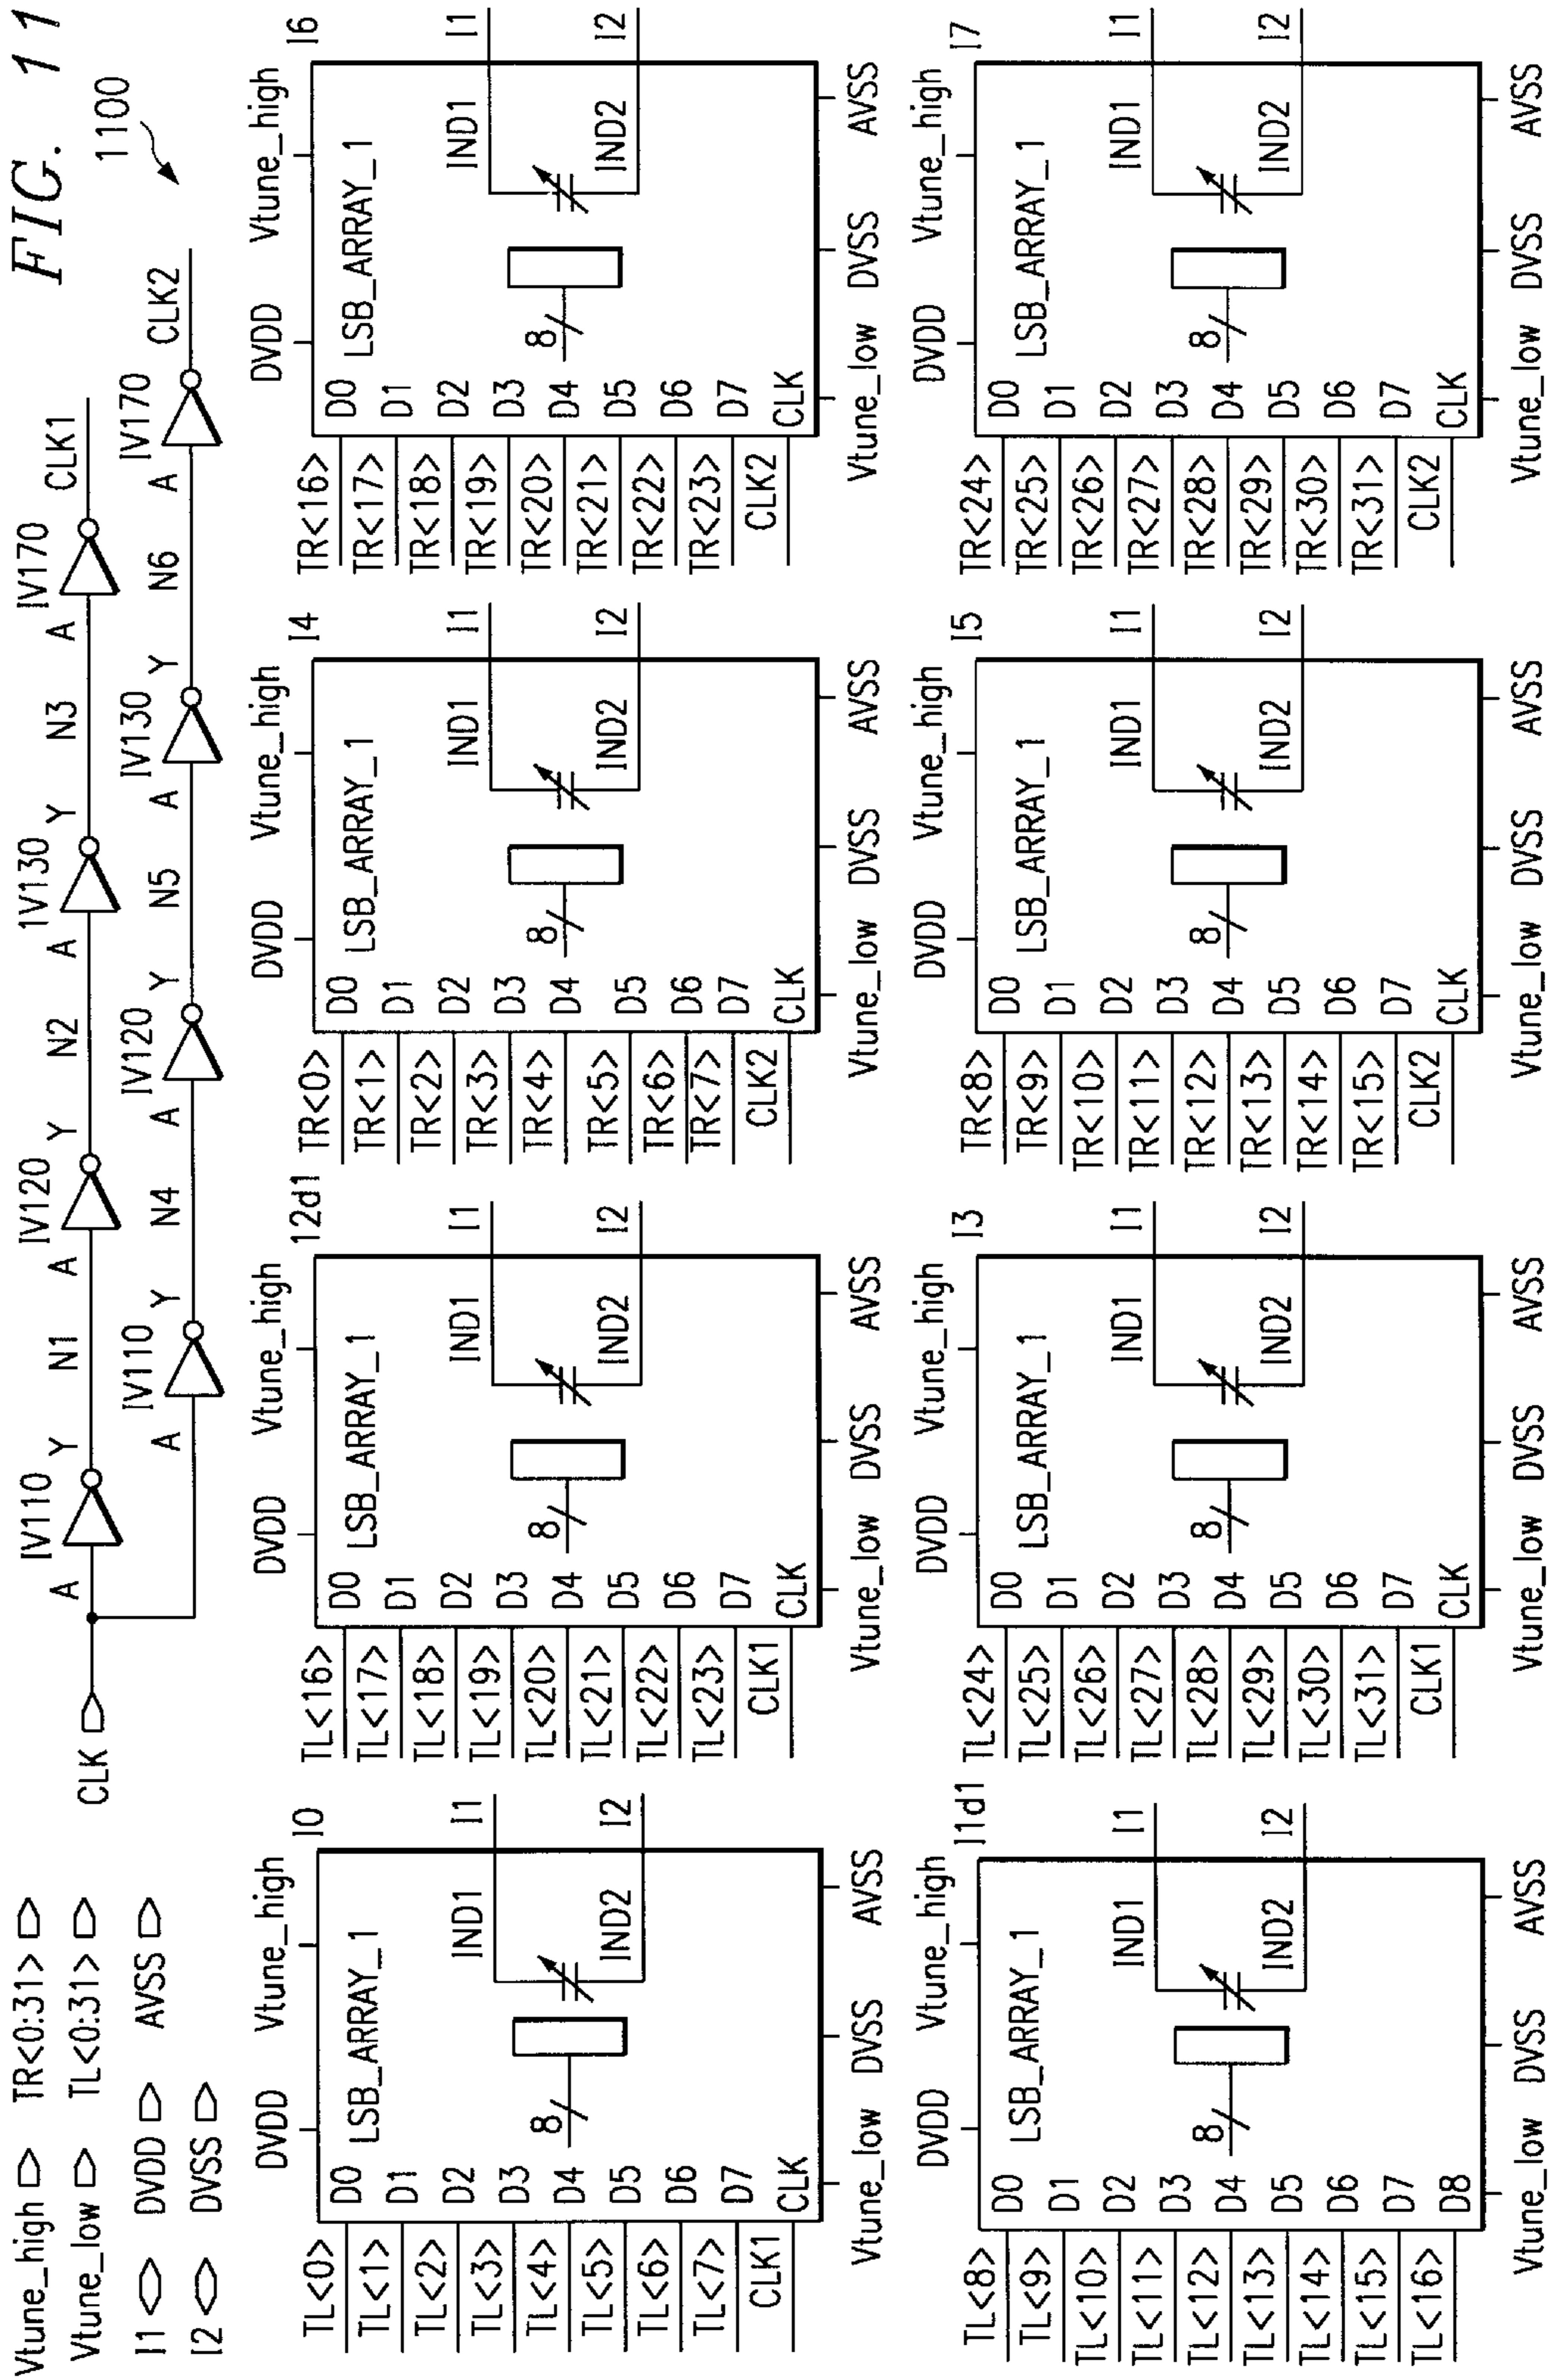 FIG. 11
1100
Vtune_high TR<0:31>
Vtune_low TL<0:31>
I1 DVDD AVSS
I2 DVSS
CLK
A IV110 Y N1 A IV120 Y N2 A 1V130 Y N3 A IV170 CLK1
A IV110 Y N4 A IV120 Y N5 A IV130 Y N6 A IV170 CLK2
DVDD Vtune_high I0
LSB_ARRAY_1
TL<0> D0
TL<1> D1
TL<2> D2
TL<3> D3
TL<4> D4
TL<5> D5
TL<6> D6
TL<7> D7
CLK1 CLK
8
IND1 I1
IND2 I2
Vtune_low DVSS AVSS
DVDD Vtune_high 12d1
LSB_ARRAY_1
TL<16> D0
TL<17> D1
TL<18> D2
TL<19> D3
TL<20> D4
TL<21> D5
TL<22> D6
TL<23> D7
CLK1 CLK
8
IND1 I1
IND2 I2
Vtune_low DVSS AVSS
DVDD Vtune_high I4
LSB_ARRAY_1
TR<0> D0
TR<1> D1
TR<2> D2
TR<3> D3
TR<4> D4
TR<5> D5
TR<6> D6
TR<7> D7
CLK2 CLK
8
IND1 I1
IND2 I2
Vtune_low DVSS AVSS
DVDD Vtune_high I6
LSB_ARRAY_1
TR<16> D0
TR<17> D1
TR<18> D2
TR<19> D3
TR<20> D4
TR<21> D5
TR<22> D6
TR<23> D7
CLK2 CLK
8
IND1 I1
IND2 I2
Vtune_low DVSS AVSS
DVDD Vtune_high I1d1
LSB_ARRAY_1
TL<8> D0
TL<9> D1
TL<10> D2
TL<11> D3
TL<12> D4
TL<13> D5
TL<14> D6
TL<15> D7
TL<16> D8
8
IND1 I1
IND2 I2
Vtune_low DVSS AVSS
DVDD Vtune_high I3
LSB_ARRAY_1
TL<24> D0
TL<25> D1
TL<26> D2
TL<27> D3
TL<28> D4
TL<29> D5
TL<30> D6
TL<31> D7
CLK1 CLK
8
IND1 I1
IND2 I2
Vtune_low DVSS AVSS
DVDD Vtune_high I5
LSB_ARRAY_1
TR<8> D0
TR<9> D1
TR<10> D2
TR<11> D3
TR<12> D4
TR<13> D5
TR<14> D6
TR<15> D7
CLK2 CLK
8
IND1 I1
IND2 I2
Vtune_low DVSS AVSS
DVDD Vtune_high I7
LSB_ARRAY_1
TR<24> D0
TR<25> D1
TR<26> D2
TR<27> D3
TR<28> D4
TR<29> D5
TR<30> D6
TR<31> D7
CLK2 CLK
8
IND1 I1
IND2 I2
Vtune_low DVSS AVSS